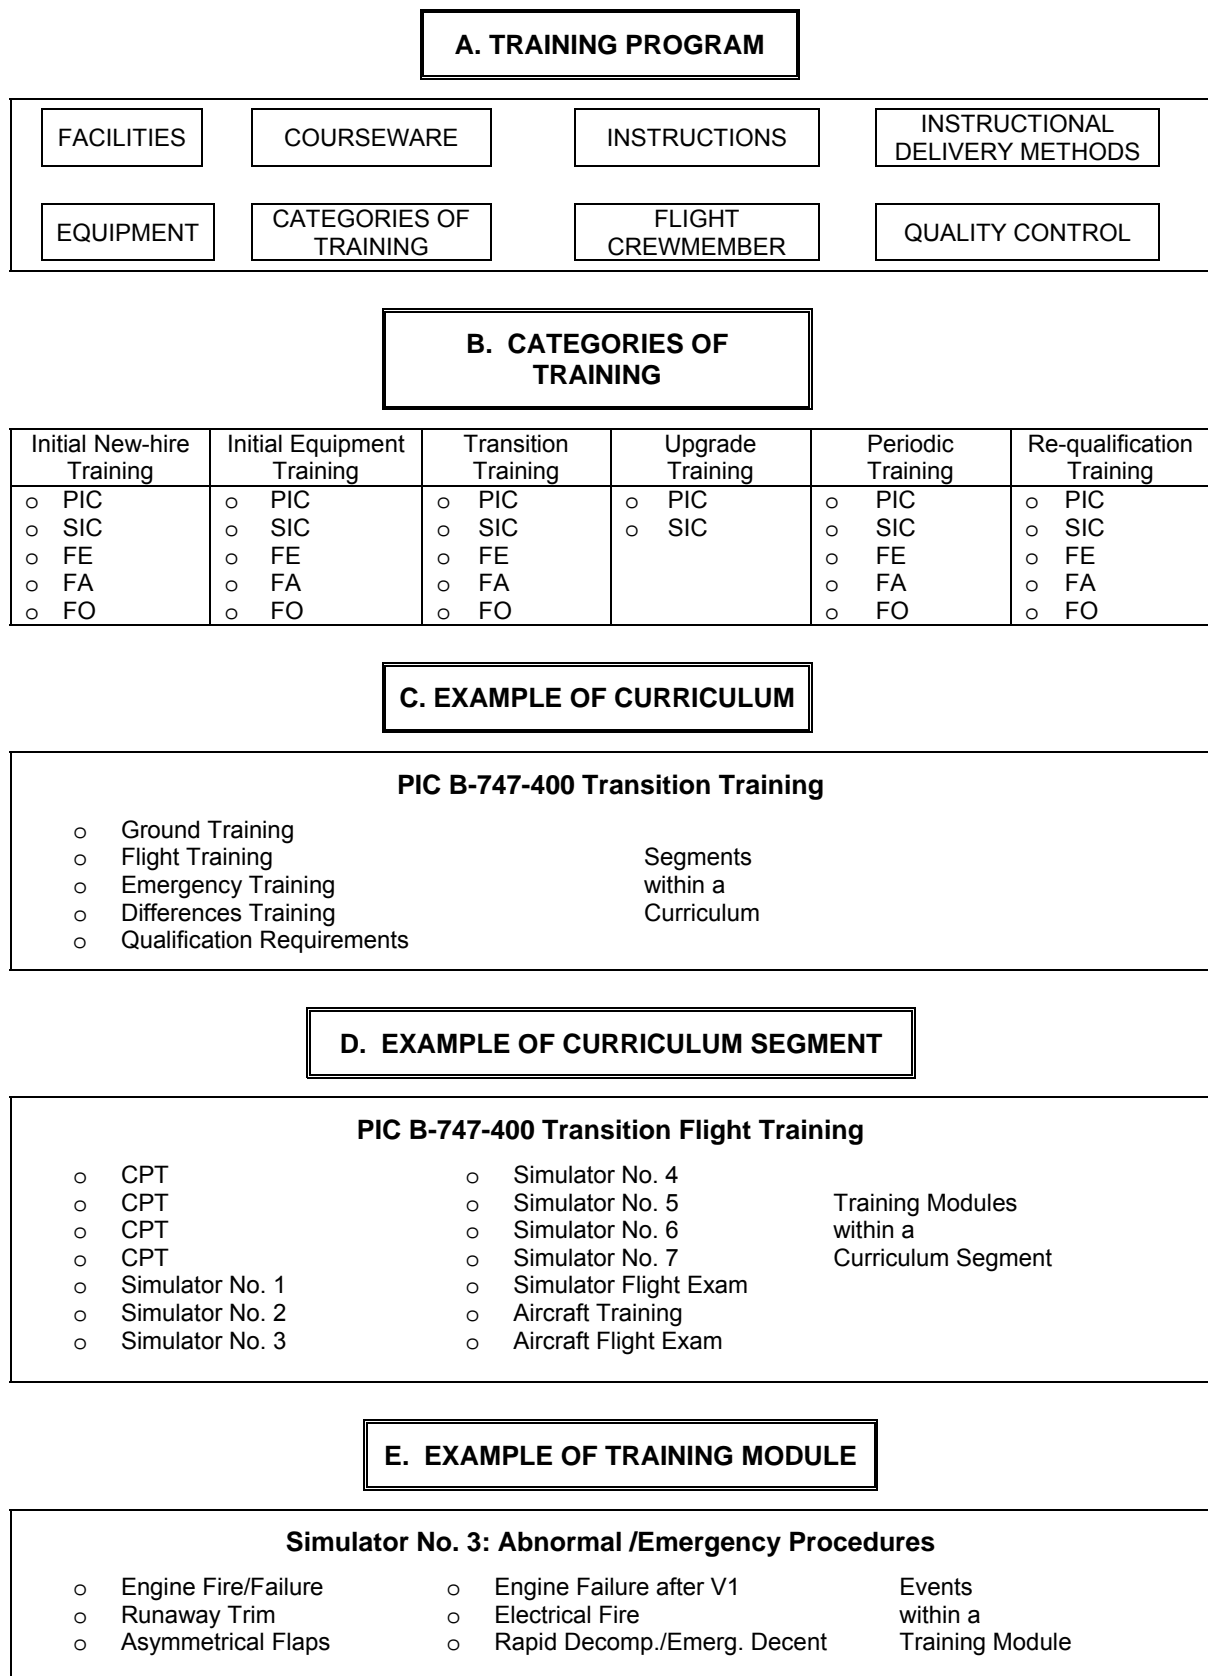 A. TRAINING PROGRAM
FACILITIES
COURSEWARE
INSTRUCTIONS
INSTRUCTIONAL
DELIVERY METHODS
EQUIPMENT
CATEGORIES OF
TRAINING
FLIGHT
CREWMEMBER
QUALITY CONTROL
B. CATEGORIES OF
TRAINING
Initial New-hire
Training
Initial Equipment
Training
Transition
Training
Upgrade
Training
Periodic
Training
Re-qualification
Training
o PIC
o SIC
o FE
o FA
o FO
o PIC
o SIC
o FE
o FA
o FO
o PIC
o SIC
o FE
o FA
o FO
o PIC
o SIC
o PIC
o SIC
o FE
o FA
o FO
o PIC
o SIC
o FE
o FA
o FO
C. EXAMPLE OF CURRICULUM
PIC B-747-400 Transition Training
o Ground Training
o Flight Training
o Emergency Training
o Differences Training
o Qualification Requirements
Segments
within a
Curriculum
D. EXAMPLE OF CURRICULUM SEGMENT
PIC B-747-400 Transition Flight Training
o CPT
o CPT
o CPT
o CPT
o Simulator No. 1
o Simulator No. 2
o Simulator No. 3
o Simulator No. 4
o Simulator No. 5
o Simulator No. 6
o Simulator No. 7
o Simulator Flight Exam
o Aircraft Training
o Aircraft Flight Exam
Training Modules
within a
Curriculum Segment
E. EXAMPLE OF TRAINING MODULE
Simulator No. 3: Abnormal /Emergency Procedures
o Engine Fire/Failure
o Runaway Trim
o Asymmetrical Flaps
o Engine Failure after V1
o Electrical Fire
o Rapid Decomp./Emerg. Decent
Events
within a
Training Module